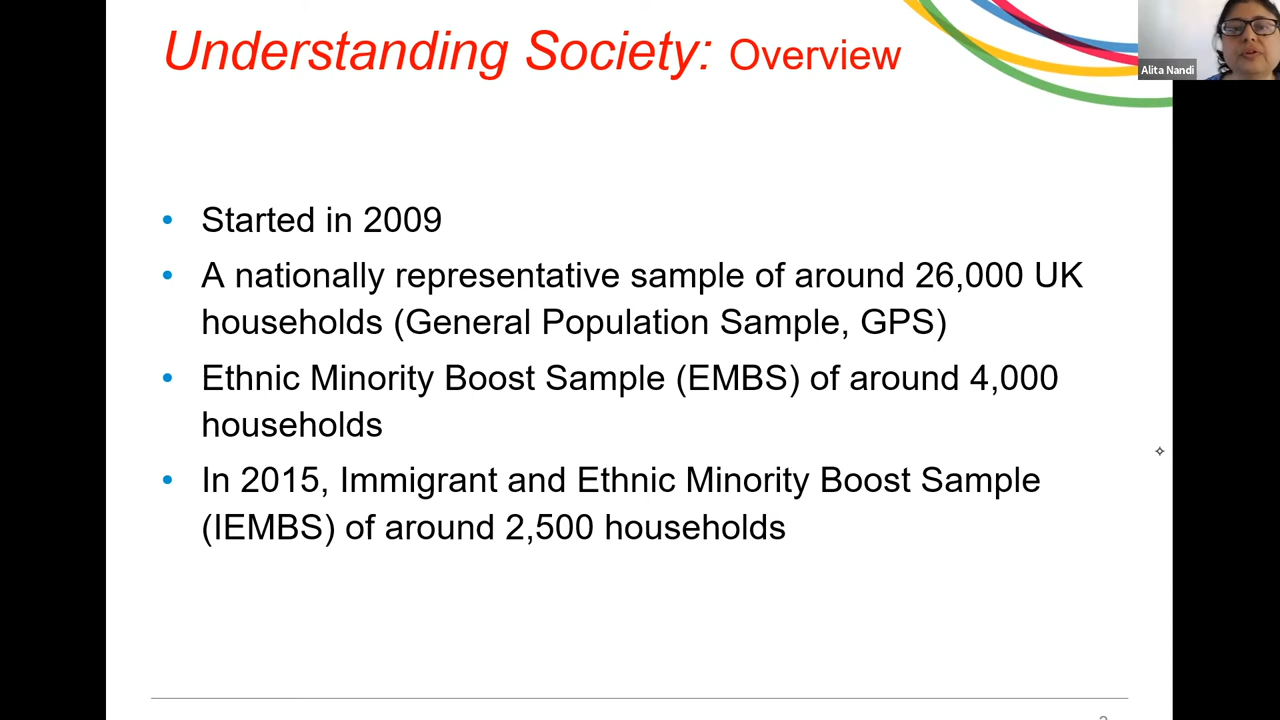 Understanding Society: Overview
Alita Nandi
• Started in 2009
• A nationally representative sample of around 26,000 UK
households (General Population Sample, GPS)
• Ethnic Minority Boost Sample (EMBS) of around 4,000
households
• In 2015, Immigrant and Ethnic Minority Boost Sample
(IEMBS) of around 2,500 households